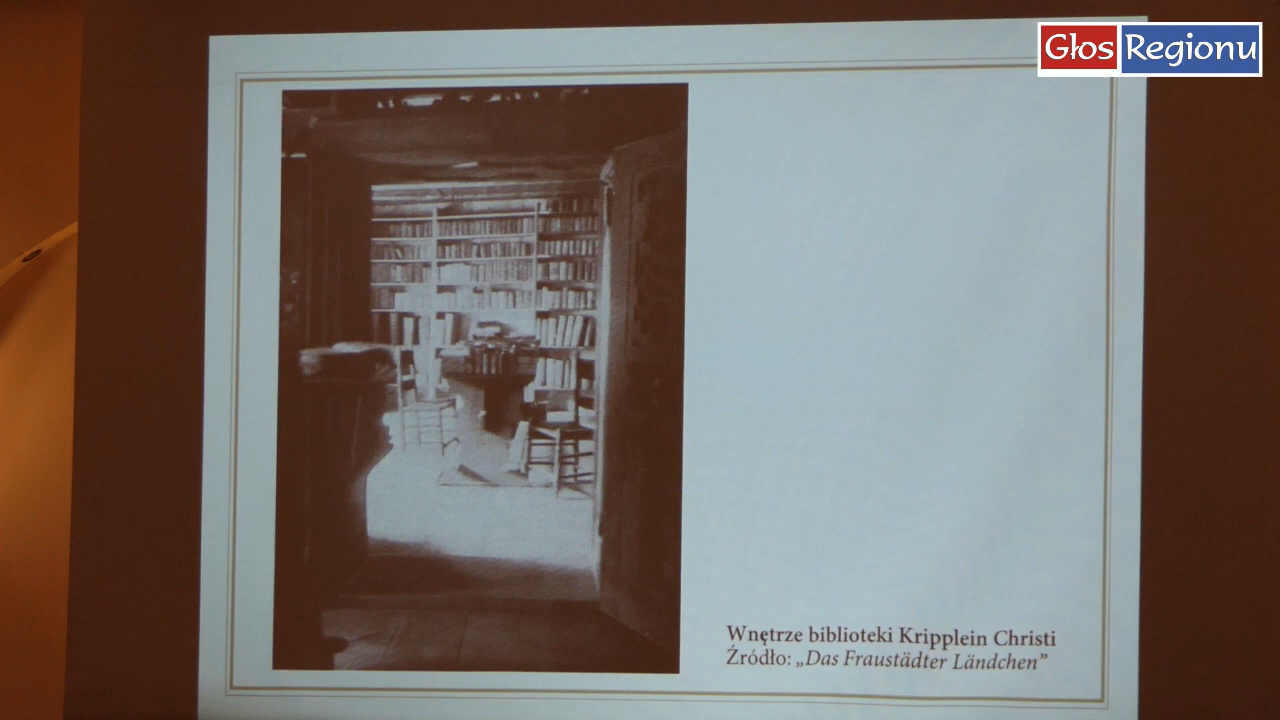 Głos Regionu
Wnętrze biblioteki Kripplein Christi
Źródło: „Das Fraustädter Ländchen”